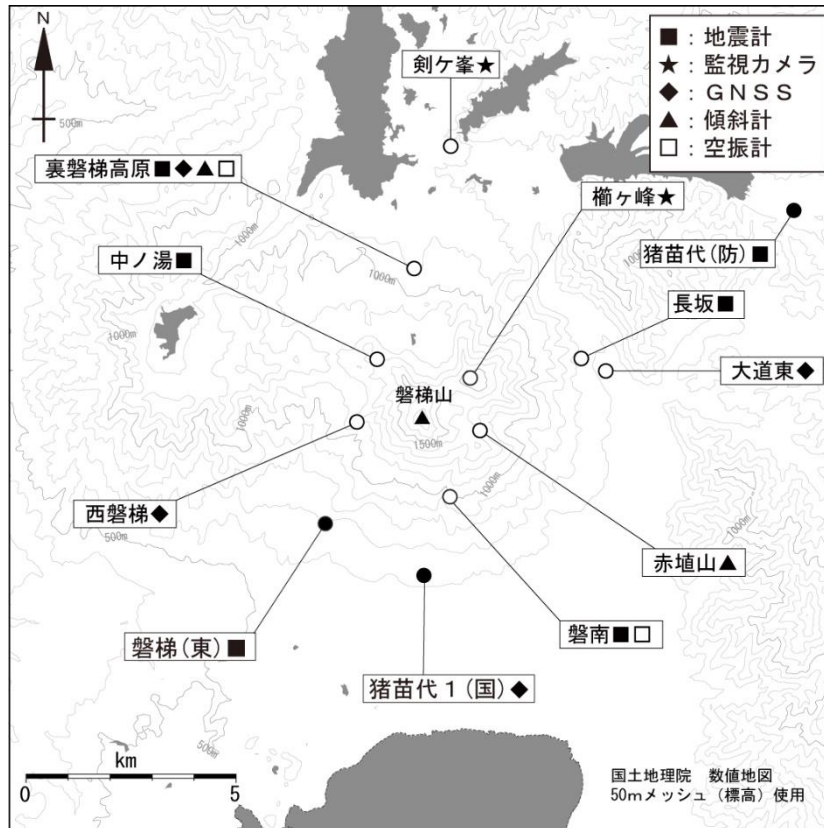 N
■：地震計
★：監視カメラ
◆：ＧＮＳＳ
▲：傾斜計
□：空振計
剣ケ峯★
500m
裏磐梯高原■◆▲□
櫛ヶ峰★
1000m
猪苗代(防)■
中ノ湯■
1000m
長坂■
1000m
大道東◆
磐梯山
▲
1000m
1500m
1000m
西磐梯◆
500m
1000m
赤埴山▲
磐梯(東)■
磐南■□
猪苗代１(国)◆
500m
km
0 5
国土地理院　数値地図
50mメッシュ（標高）使用